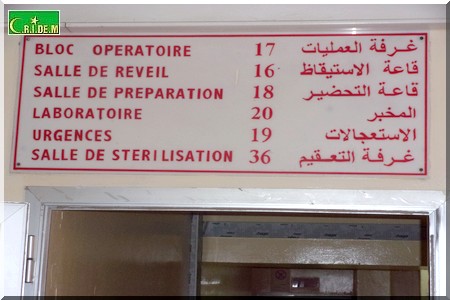 CRIDEM
BLOC OPERATOIRE 17 غرفة العمليات
SALLE DE REVEIL 16 قاعة الاستيقاظ
SALLE DE PREPARATION 18 قاعة التحضير
LABORATOIRE 20 المخبر
URGENCES 19 الاستعجالات
SALLE DE STERILISATION 36 غرفة التعقيم